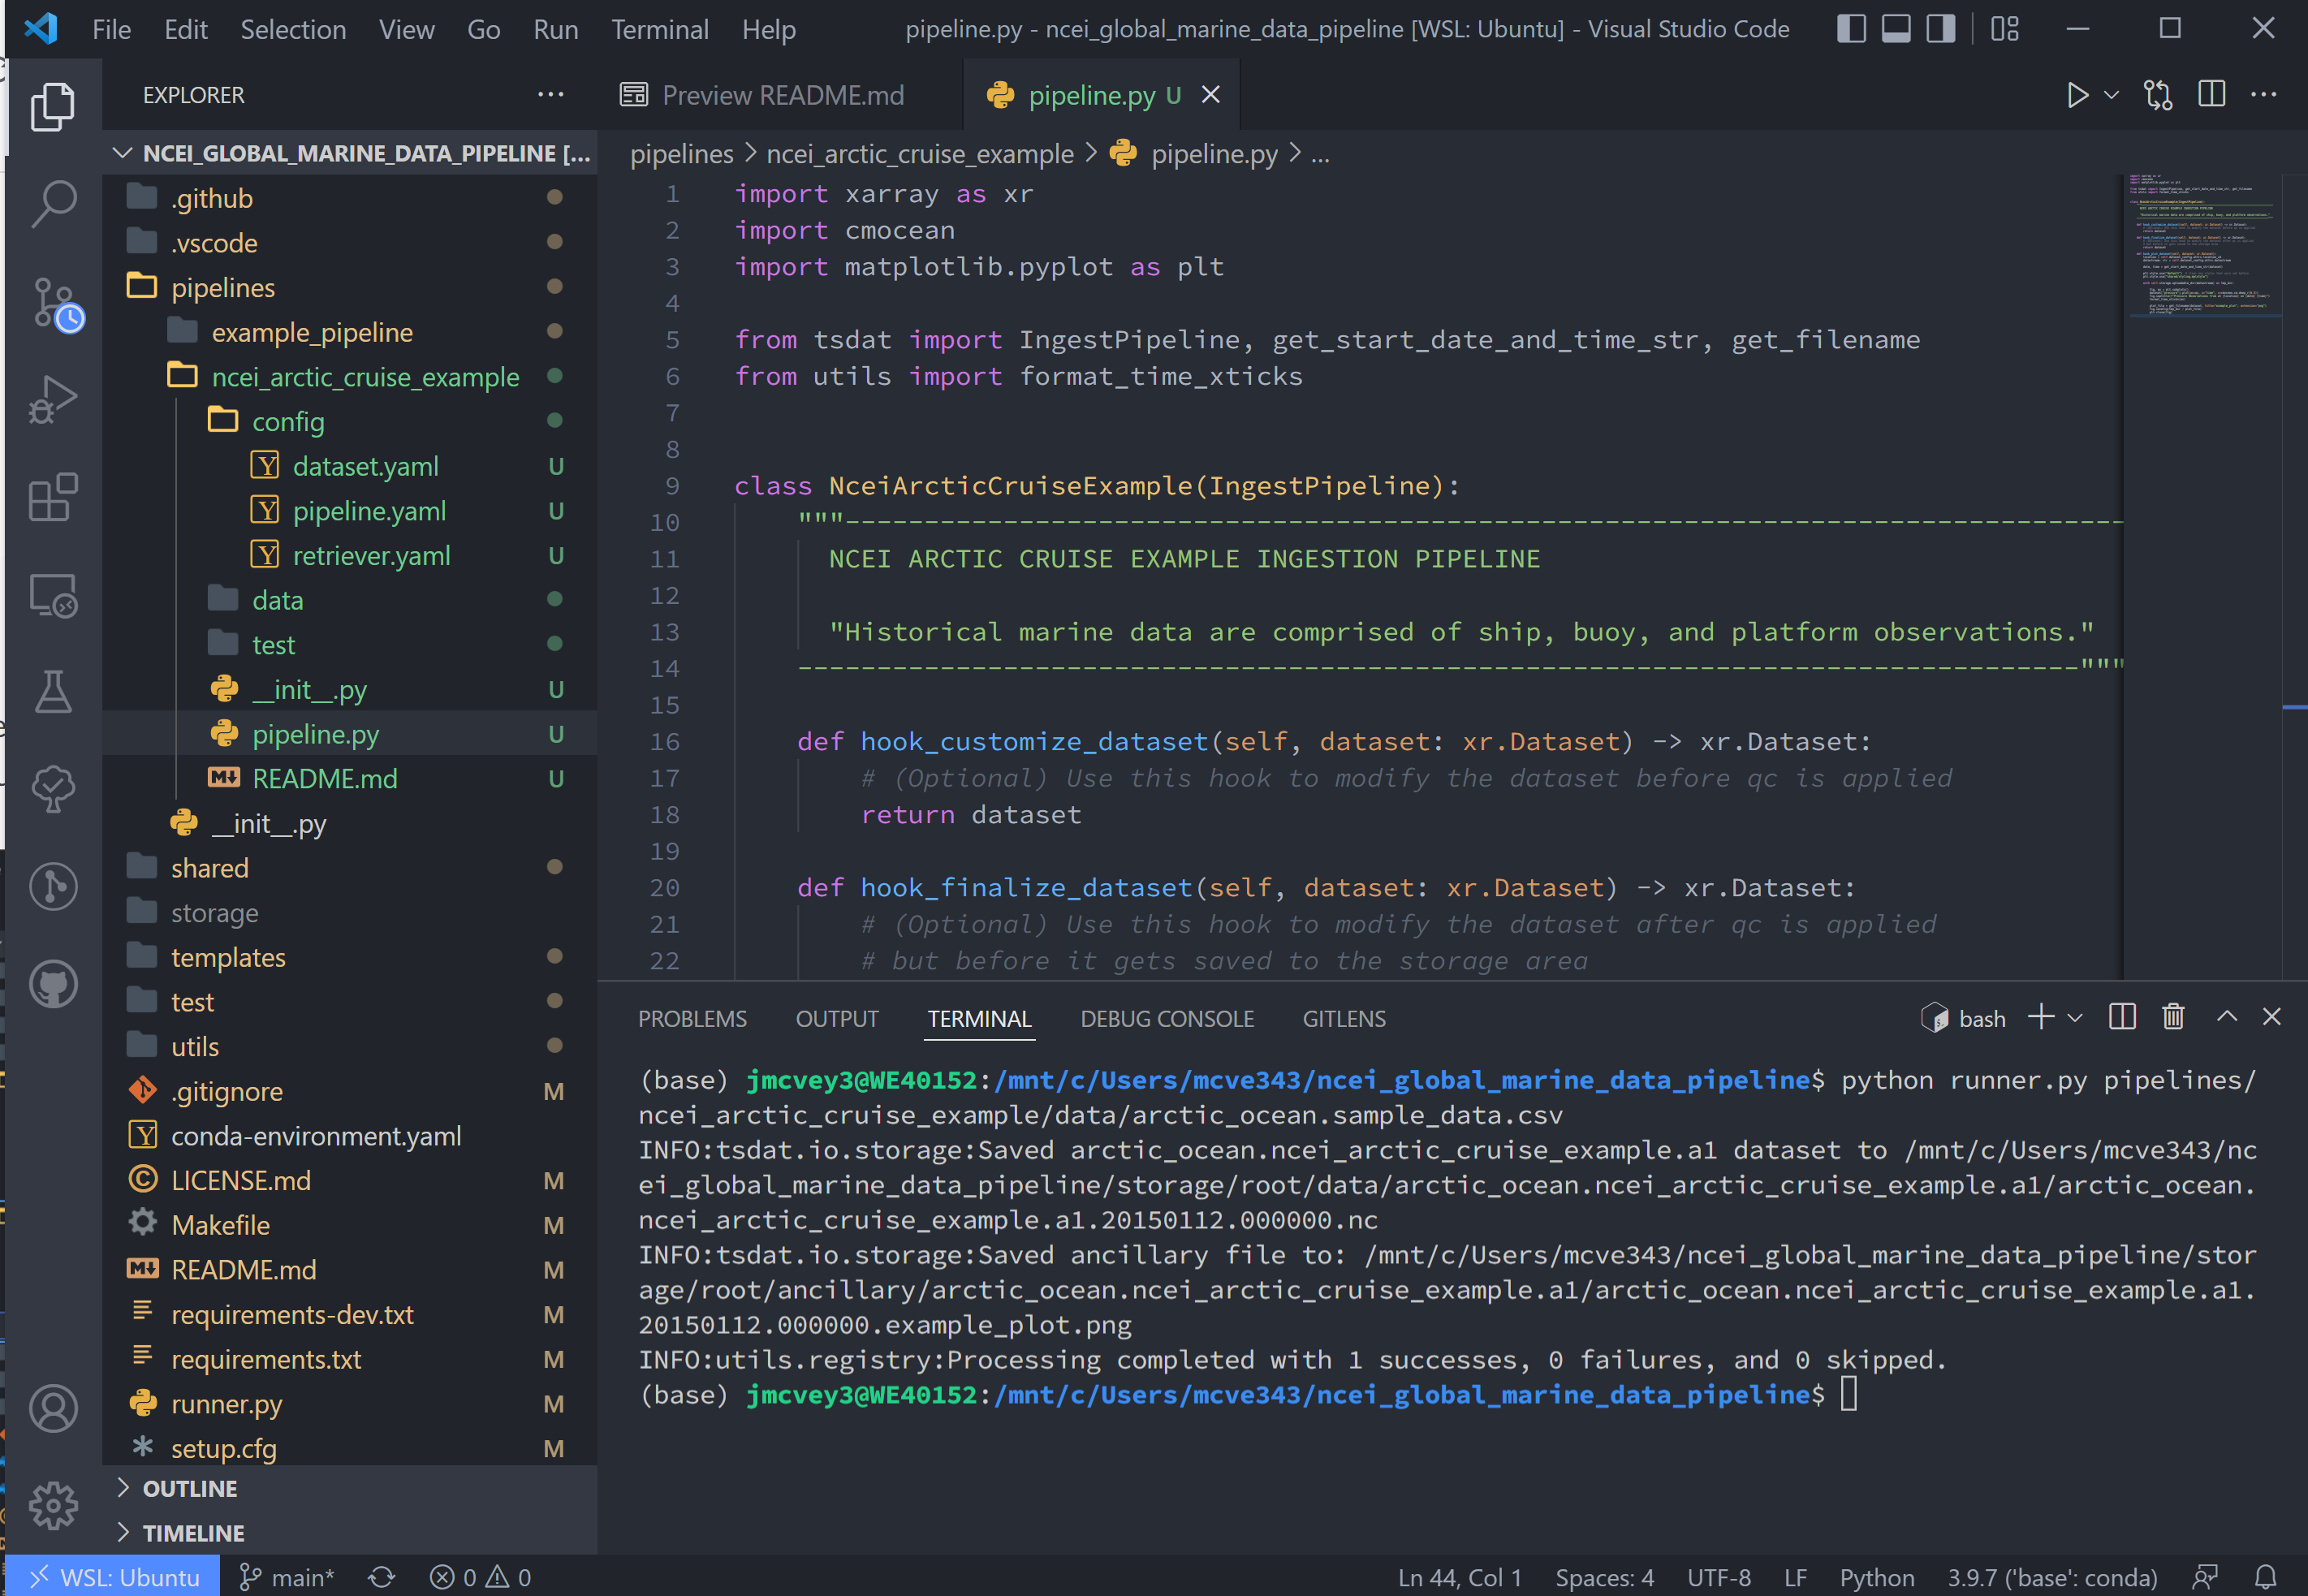 File Edit Selection View Go Run Terminal Help pipeline.py - ncei_global_marine_data_pipeline [WSL: Ubuntu] - Visual Studio Code
EXPLORER
NCEI_GLOBAL_MARINE_DATA_PIPELINE [...
.github
.vscode
pipelines
example_pipeline
ncei_arctic_cruise_example
config
dataset.yaml U
pipeline.yaml U
retriever.yaml U
data
test
__init__.py U
pipeline.py U
README.md U
__init__.py
shared
storage
templates
test
utils
.gitignore M
conda-environment.yaml
LICENSE.md M
Makefile M
README.md M
requirements-dev.txt M
requirements.txt M
runner.py M
setup.cfg M
OUTLINE
TIMELINE
Preview README.md pipeline.py U
pipelines > ncei_arctic_cruise_example > pipeline.py > ...
1 import xarray as xr
2 import cmocean
3 import matplotlib.pyplot as plt
4
5 from tsdat import IngestPipeline, get_start_date_and_time_str, get_filename
6 from utils import format_time_xticks
7
8
9 class NceiArcticCruiseExample(IngestPipeline):
10 """---------------------------------------------------------------------------------
11 NCEI ARCTIC CRUISE EXAMPLE INGESTION PIPELINE
12
13 "Historical marine data are comprised of ship, buoy, and platform observations."
14 ---------------------------------------------------------------------------------"""
15
16 def hook_customize_dataset(self, dataset: xr.Dataset) -> xr.Dataset:
17 # (Optional) Use this hook to modify the dataset before qc is applied
18 return dataset
19
20 def hook_finalize_dataset(self, dataset: xr.Dataset) -> xr.Dataset:
21 # (Optional) Use this hook to modify the dataset after qc is applied
22 # but before it gets saved to the storage area
PROBLEMS OUTPUT TERMINAL DEBUG CONSOLE GITLENS bash
(base) jmcvey3@WE40152:/mnt/c/Users/mcve343/ncei_global_marine_data_pipeline$ python runner.py pipelines/
ncei_arctic_cruise_example/data/arctic_ocean.sample_data.csv
INFO:tsdat.io.storage:Saved arctic_ocean.ncei_arctic_cruise_example.a1 dataset to /mnt/c/Users/mcve343/nc
ei_global_marine_data_pipeline/storage/root/data/arctic_ocean.ncei_arctic_cruise_example.a1/arctic_ocean.
ncei_arctic_cruise_example.a1.20150112.000000.nc
INFO:tsdat.io.storage:Saved ancillary file to: /mnt/c/Users/mcve343/ncei_global_marine_data_pipeline/stor
age/root/ancillary/arctic_ocean.ncei_arctic_cruise_example.a1/arctic_ocean.ncei_arctic_cruise_example.a1.
20150112.000000.example_plot.png
INFO:utils.registry:Processing completed with 1 successes, 0 failures, and 0 skipped.
(base) jmcvey3@WE40152:/mnt/c/Users/mcve343/ncei_global_marine_data_pipeline$
WSL: Ubuntu main* 0 0 Ln 44, Col 1 Spaces: 4 UTF-8 LF Python 3.9.7 ('base': conda)